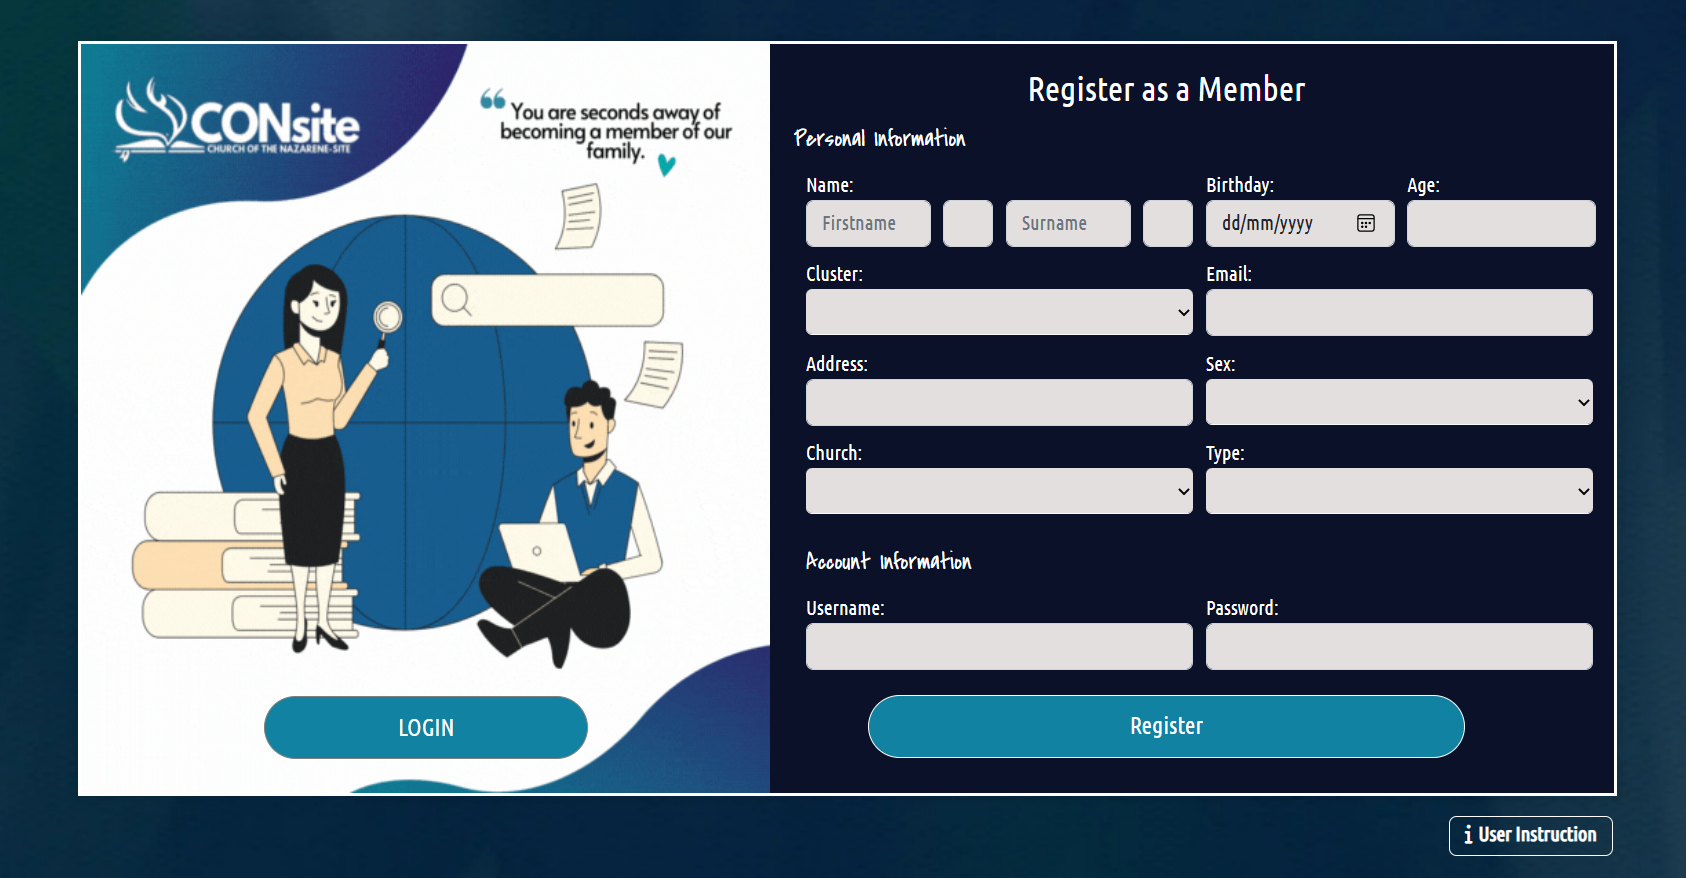 CONsite
CHURCH OF THE NAZARENE-SITE
You are seconds away of
becoming a member of our
family.
LOGIN
Register as a Member
Personal Information
Name:
Birthday:
Age:
Firstname
Surname
dd/mm/yyyy
Cluster:
Email:
Address:
Sex:
Church:
Type:
Account Information
Username:
Password:
Register
i User Instruction